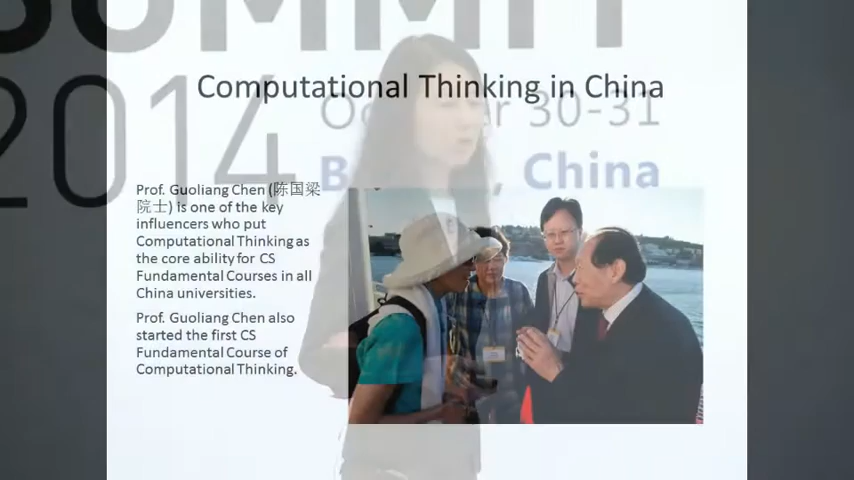 SUMMIT
2014
October 30-31
B , China
Computational Thinking in China
Prof. Guoliang Chen (陈国梁
院士) is one of the key
influencers who put
Computational Thinking as
the core ability for CS
Fundamental Courses in all
China universities.
Prof. Guoliang Chen also
started the first CS
Fundamental Course of
Computational Thinking.